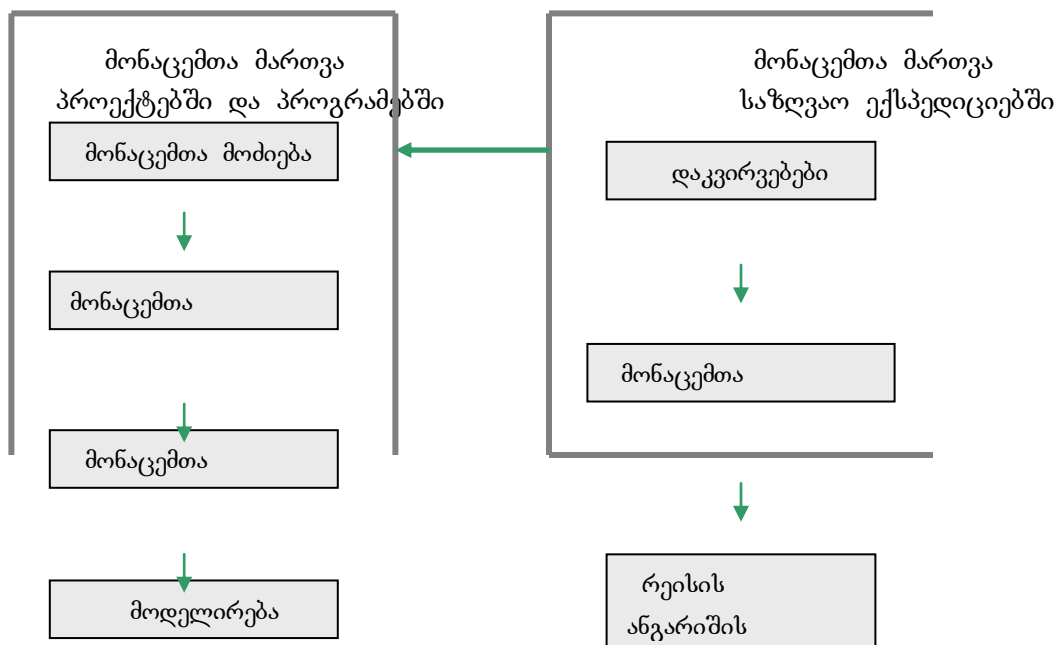 მონაცემთა მართვა
პროექტებში და პროგრამებში
მონაცემთა მოძიება
მონაცემთა
მონაცემთა
მოდელირება
მონაცემთა მართვა
საზღვაო ექსპედიციებში
დაკვირვებები
მონაცემთა
რეისის
ანგარიშის